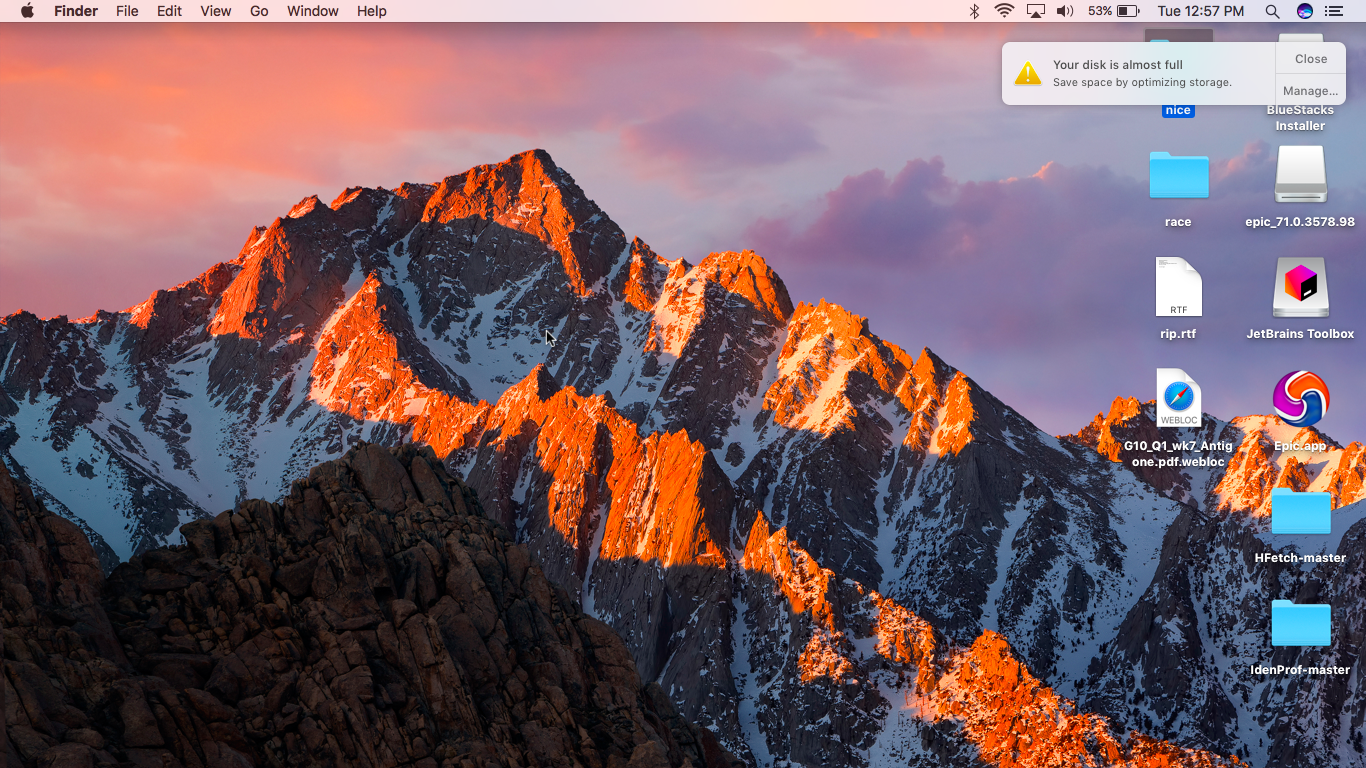 Finder File Edit View Go Window Help 53% Tue 12:57 PM
Your disk is almost full
Save space by optimizing storage.
Close
Manage...
nice
BlueStacks
Installer
race
epic_71.0.3578.98
RTF
rip.rtf
JetBrains Toolbox
WEBLOC
G10_Q1_wk7_Antig
one.pdf.webloc
Epic.app
HFetch-master
IdenProf-master